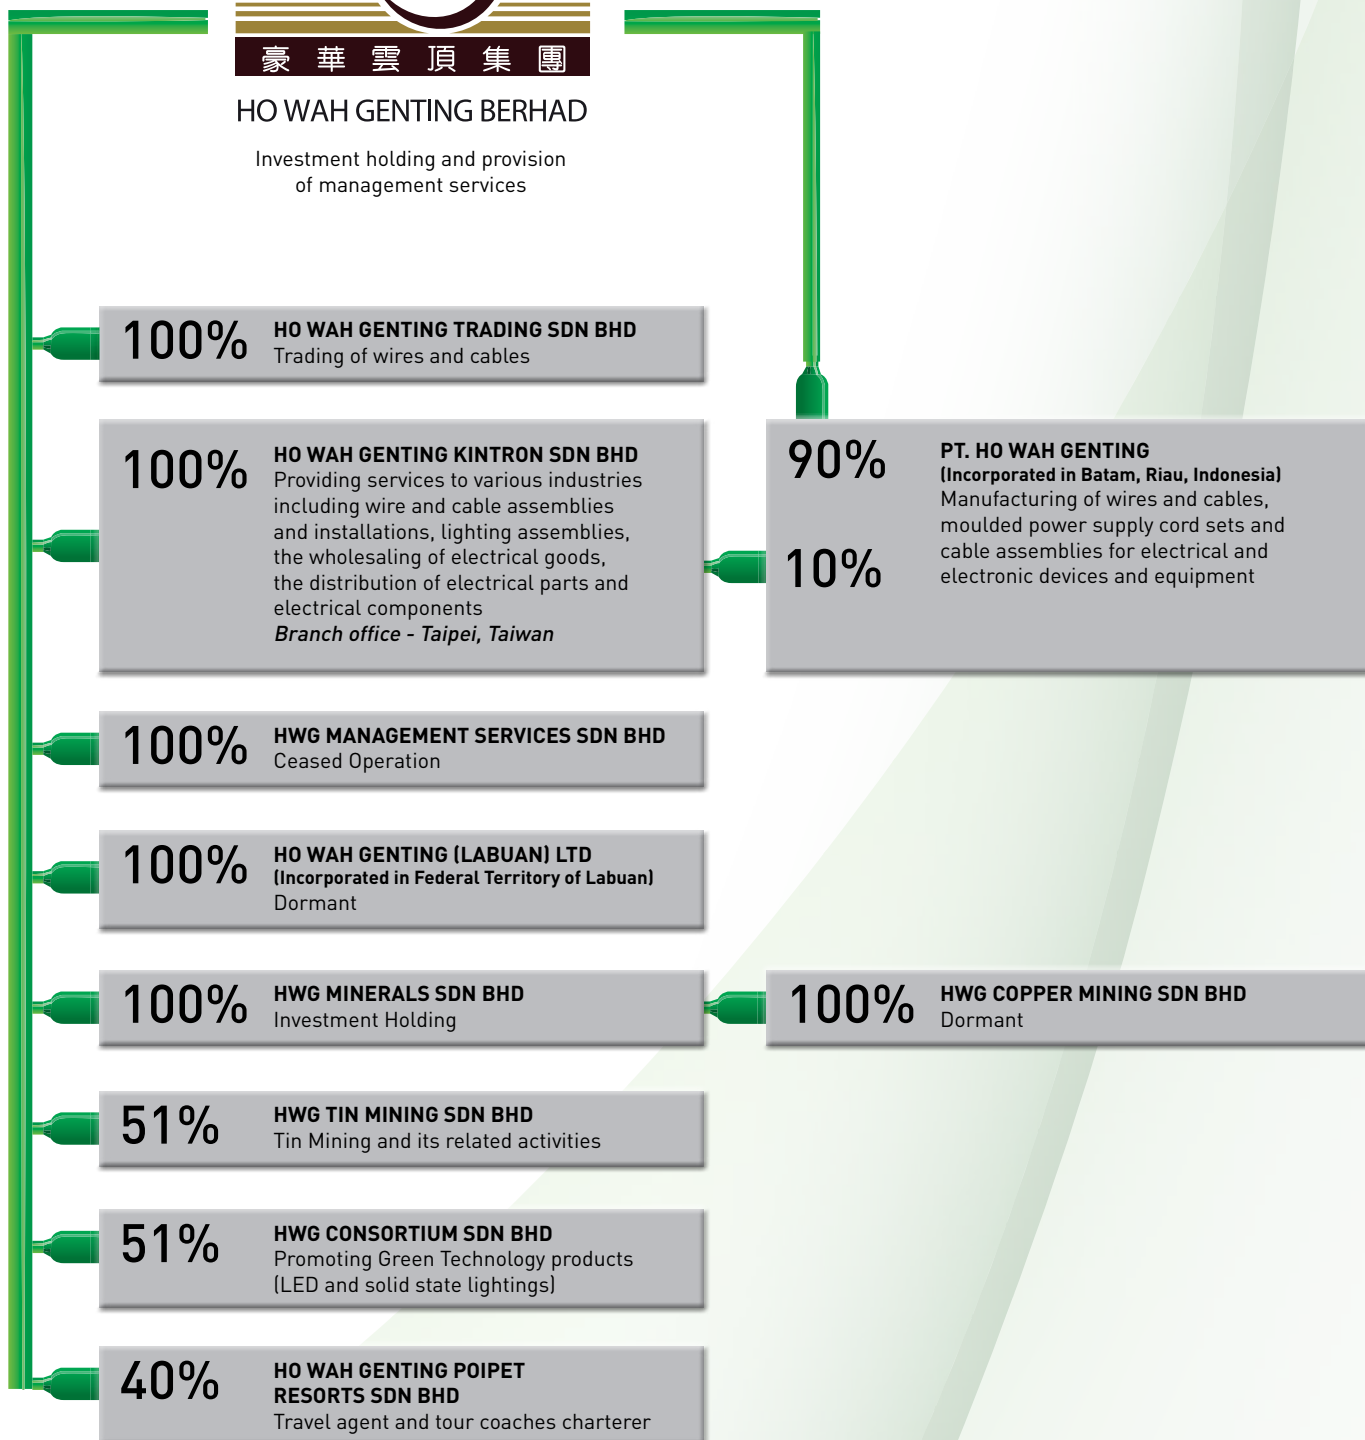 豪華雲頂集團
HO WAH GENTING BERHAD
Investment holding and provision
of management services
100%
HO WAH GENTING TRADING SDN BHD
Trading of wires and cables
100%
HO WAH GENTING KINTRON SDN BHD
Providing services to various industries
including wire and cable assemblies
and installations, lighting assemblies,
the wholesaling of electrical goods,
the distribution of electrical parts and
electrical components
Branch office - Taipei, Taiwan
90%
10%
PT. HO WAH GENTING
(Incorporated in Batam, Riau, Indonesia)
Manufacturing of wires and cables,
moulded power supply cord sets and
cable assemblies for electrical and
electronic devices and equipment
100%
HWG MANAGEMENT SERVICES SDN BHD
Ceased Operation
100%
HO WAH GENTING (LABUAN) LTD
(Incorporated in Federal Territory of Labuan)
Dormant
100%
HWG MINERALS SDN BHD
Investment Holding
100%
HWG COPPER MINING SDN BHD
Dormant
51%
HWG TIN MINING SDN BHD
Tin Mining and its related activities
51%
HWG CONSORTIUM SDN BHD
Promoting Green Technology products
(LED and solid state lightings)
40%
HO WAH GENTING POIPET
RESORTS SDN BHD
Travel agent and tour coaches charterer